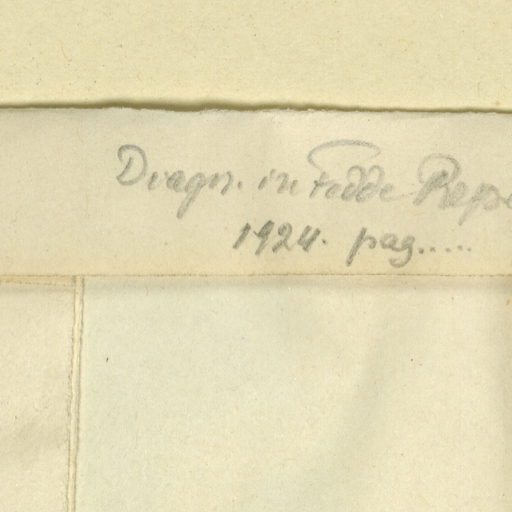 Diagn. in Fedde Repe
1924. pag.....